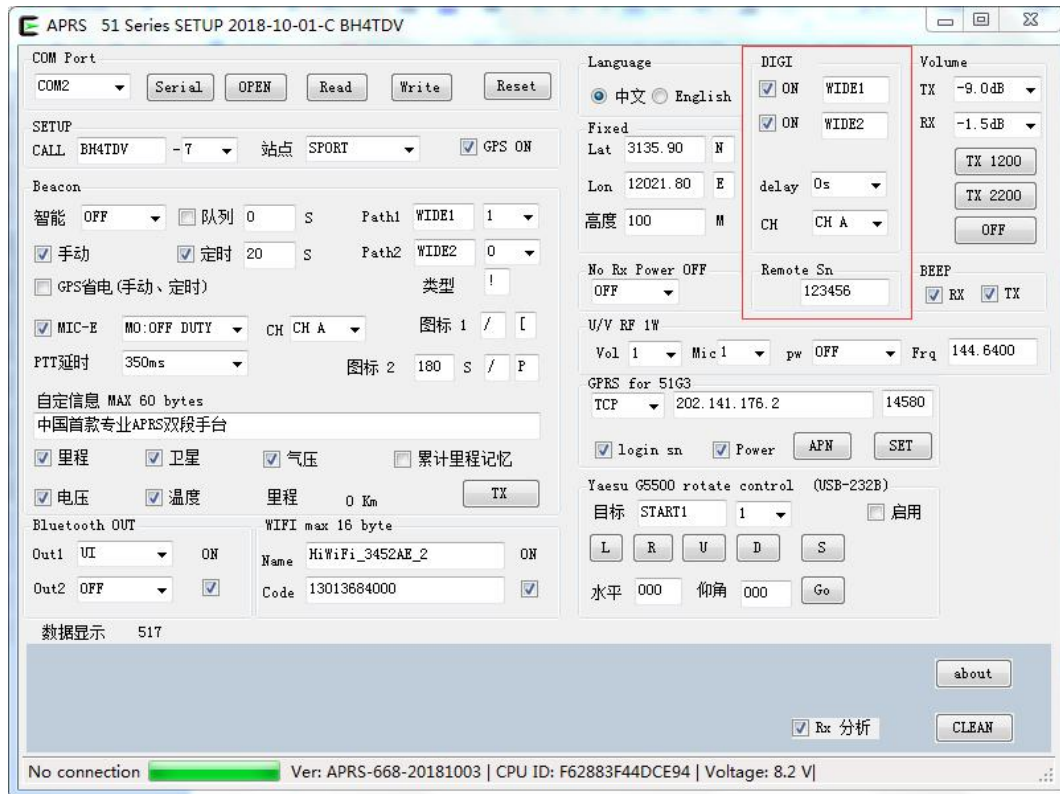 APRS 51 Series SETUP 2018-10-01-C BH4TDV
COM Port
COM2 Serial OPEN Read Write Reset
SETUP
CALL BH4TDV -7 站点 SPORT GPS ON
Beacon
智能 OFF 队列 0 S Path1 WIDE1 1
手动 定时 20 S Path2 WIDE2 0
GPS省电(手动、定时) 类型 !
MIC-E MO:OFF DUTY CH CH A 图标 1 / [
PTT延时 350ms 图标 2 180 S / P
自定信息 MAX 60 bytes
中国首款专业APRS双段手台
里程 卫星 气压 累计里程记忆
电压 温度 里程 0 Km TX
Bluetooth OUT
Out1 UI ON
Out2 OFF
WIFI max 16 byte
Name HiWiFi_3452AE_2 ON
Code 13013684000
Language
中文 English
Fixed
Lat 3135.90 N
Lon 12021.80 E
高度 100 M
DIGI
ON WIDE1
ON WIDE2
delay 0s
CH CH A
Volume
TX -9.0dB
RX -1.5dB
TX 1200
TX 2200
OFF
No Rx Power OFF
OFF
Remote Sn
123456
BEEP
RX TX
U/V RF 1W
Vol 1 Mic 1 pw OFF Frq 144.6400
GPRS for 51G3
TCP 202.141.176.2 14580
login sn Power APN SET
Yaesu G5500 rotate control (USB-232B)
目标 START1 1 启用
L R U D S
水平 000 仰角 000 Go
数据显示 517
about
Rx 分析 CLEAN
No connection Ver: APRS-668-20181003 | CPU ID: F62883F44DCE94 | Voltage: 8.2 V|